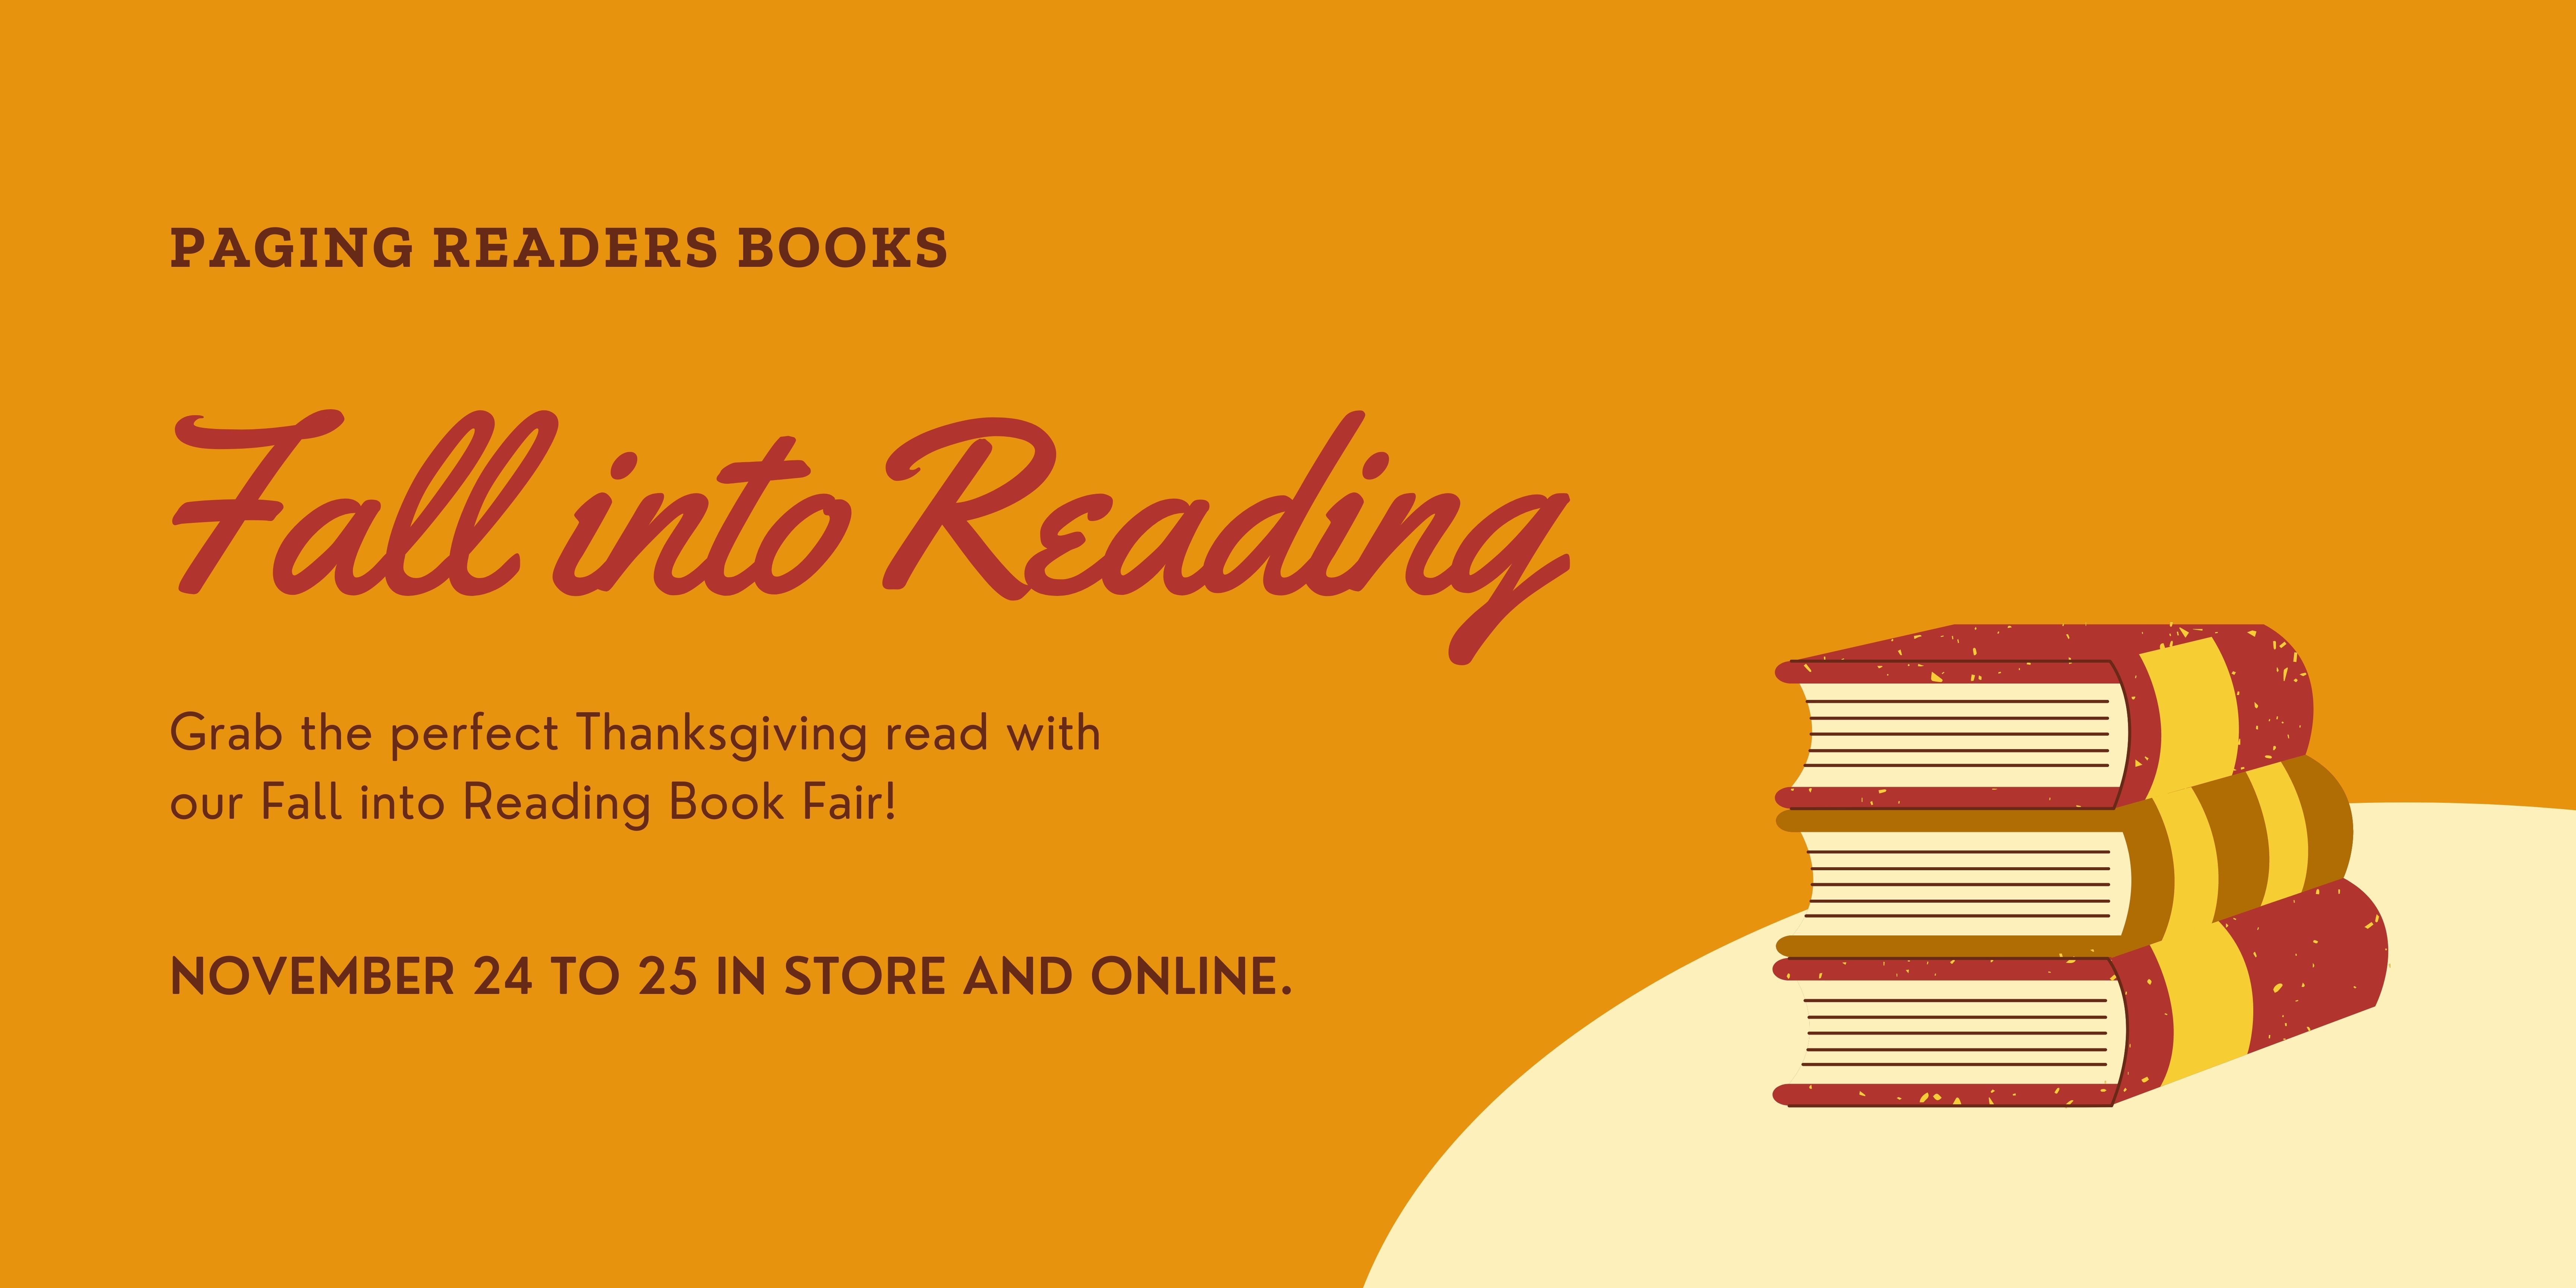 PAGING READERS BOOKS
Fall into Reading
Grab the perfect Thanksgiving read with
our Fall into Reading Book Fair!
NOVEMBER 24 TO 25 IN STORE AND ONLINE.